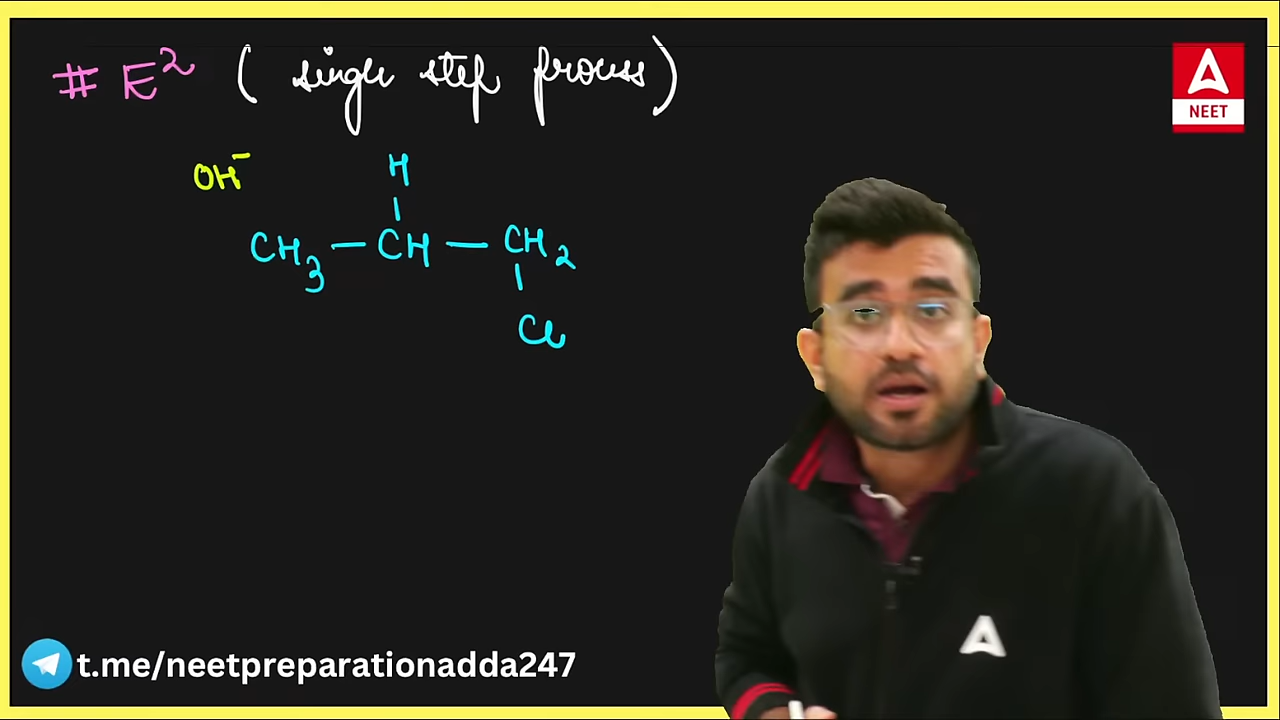 # E² ( single step process )
NEET
OH⁻
H
CH₃ — CH — CH₂
Cl
t.me/neetpreparationadda247